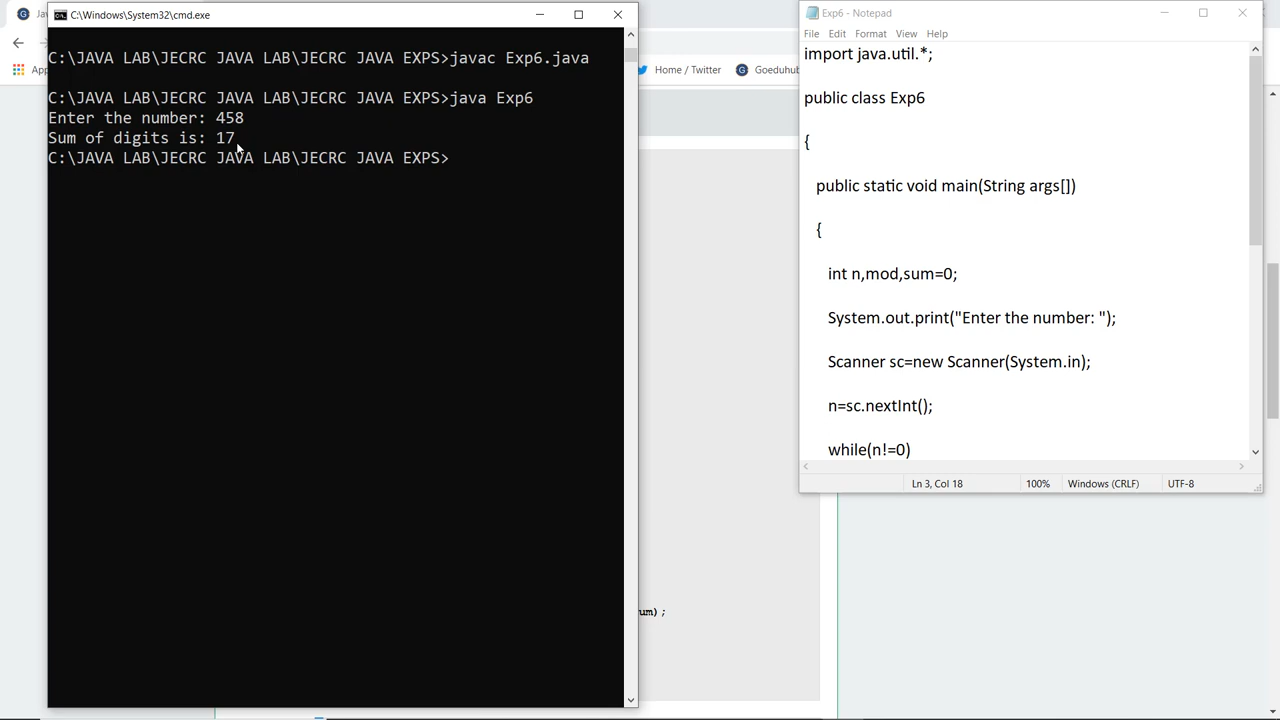 C:\Windows\System32\cmd.exe
C:\JAVA LAB\JECRC JAVA LAB\JECRC JAVA EXPS>javac Exp6.java
C:\JAVA LAB\JECRC JAVA LAB\JECRC JAVA EXPS>java Exp6
Enter the number: 458
Sum of digits is: 17
C:\JAVA LAB\JECRC JAVA LAB\JECRC JAVA EXPS>
Home / Twitter
Goeduhub
um);
Exp6 - Notepad
File Edit Format View Help
import java.util.*;
public class Exp6
{
public static void main(String args[])
{
int n,mod,sum=0;
System.out.print("Enter the number: ");
Scanner sc=new Scanner(System.in);
n=sc.nextInt();
while(n!=0)
Ln 3, Col 18
100%
Windows (CRLF)
UTF-8